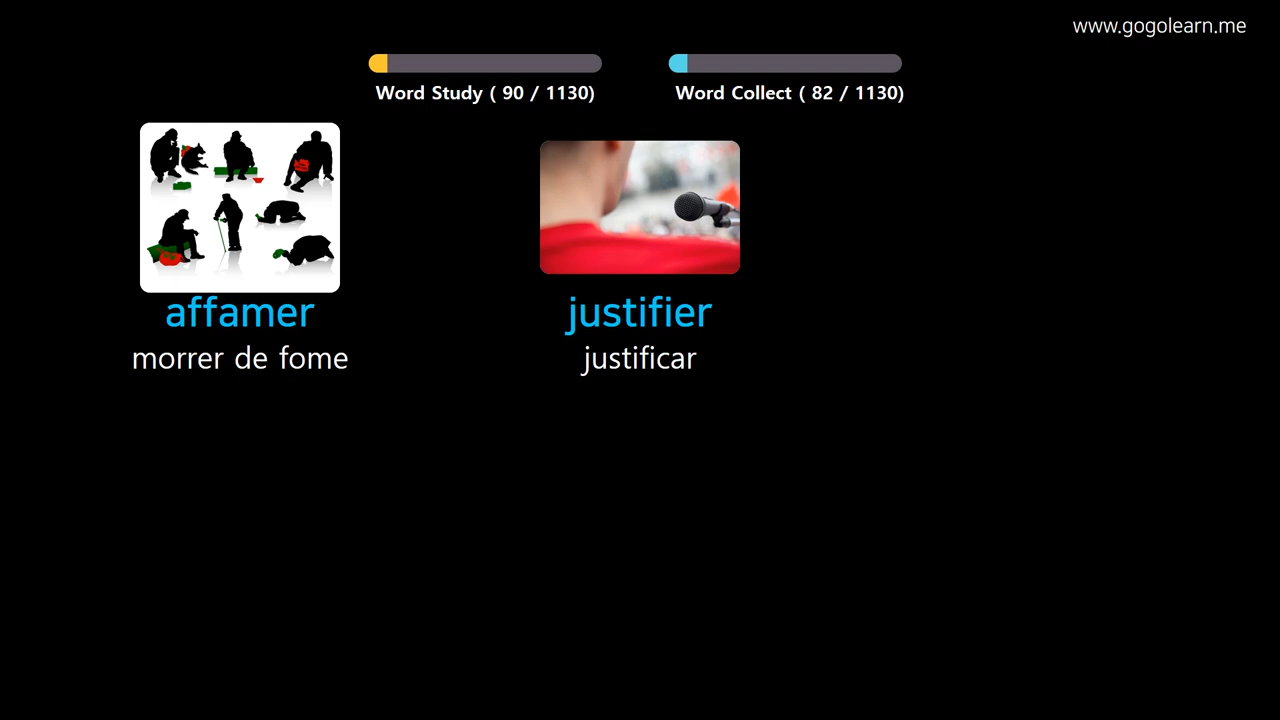 www.gogolearn.me
Word Study ( 90 / 1130)
Word Collect ( 82 / 1130)
affamer
morrer de fome
justifier
justificar